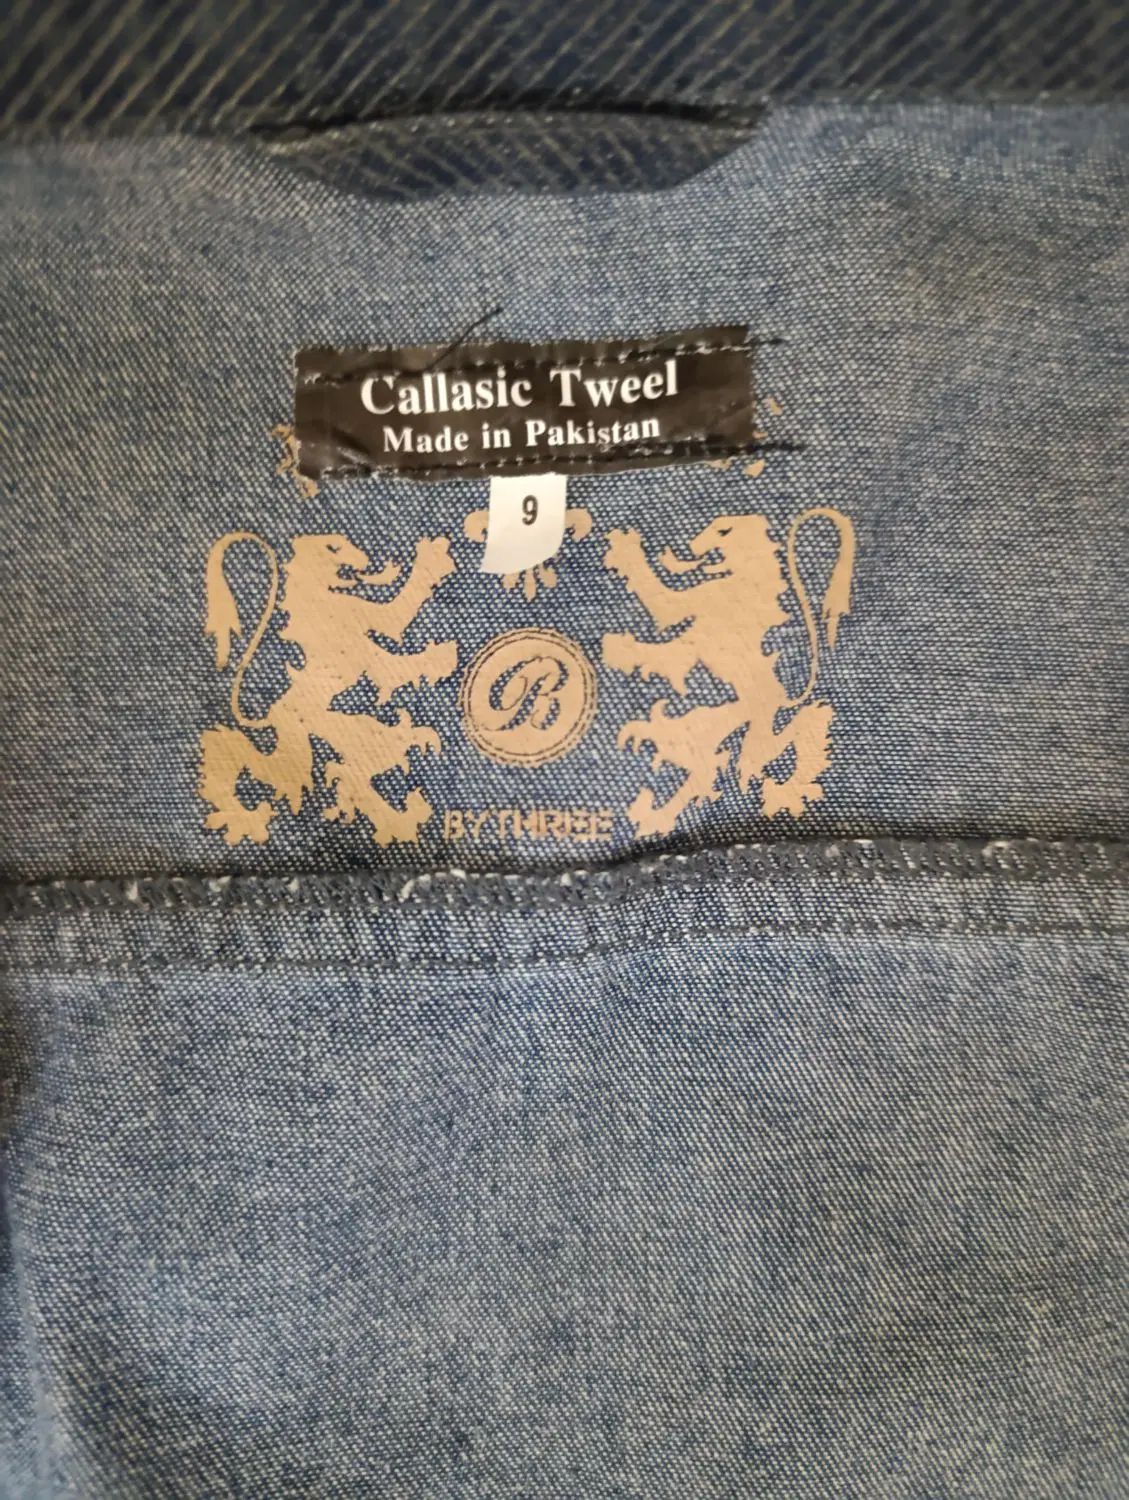 Callasic Tweel
Made in Pakistan
9
B
BYTHREE